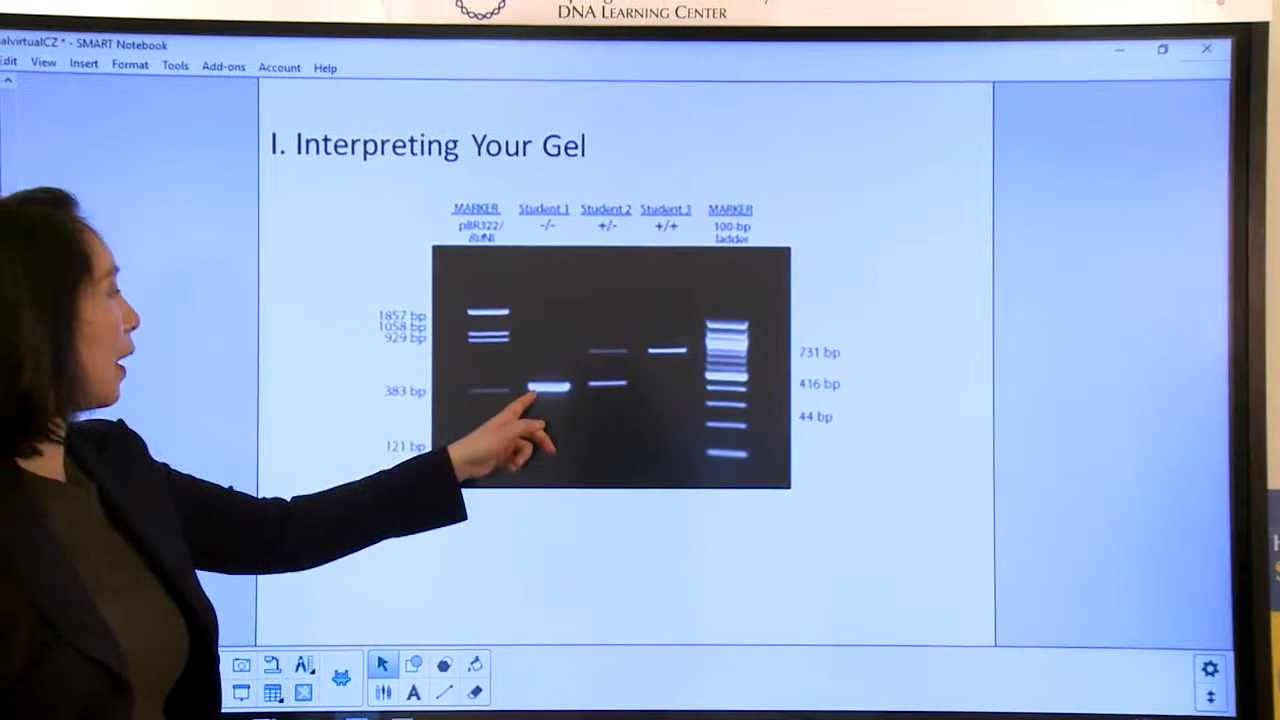 DNA LEARNING CENTER
alvirtualCZ * - SMART Notebook
Edit View Insert Format Tools Add-ons Account Help
I. Interpreting Your Gel
MARKER Student 1 Student 2 Student 3 MARKER
pBR322/ -/- +/- +/+ 100-bp
BstNI ladder
1857 bp
1058 bp
929 bp
731 bp
383 bp
416 bp
44 bp
121 bp
A
A